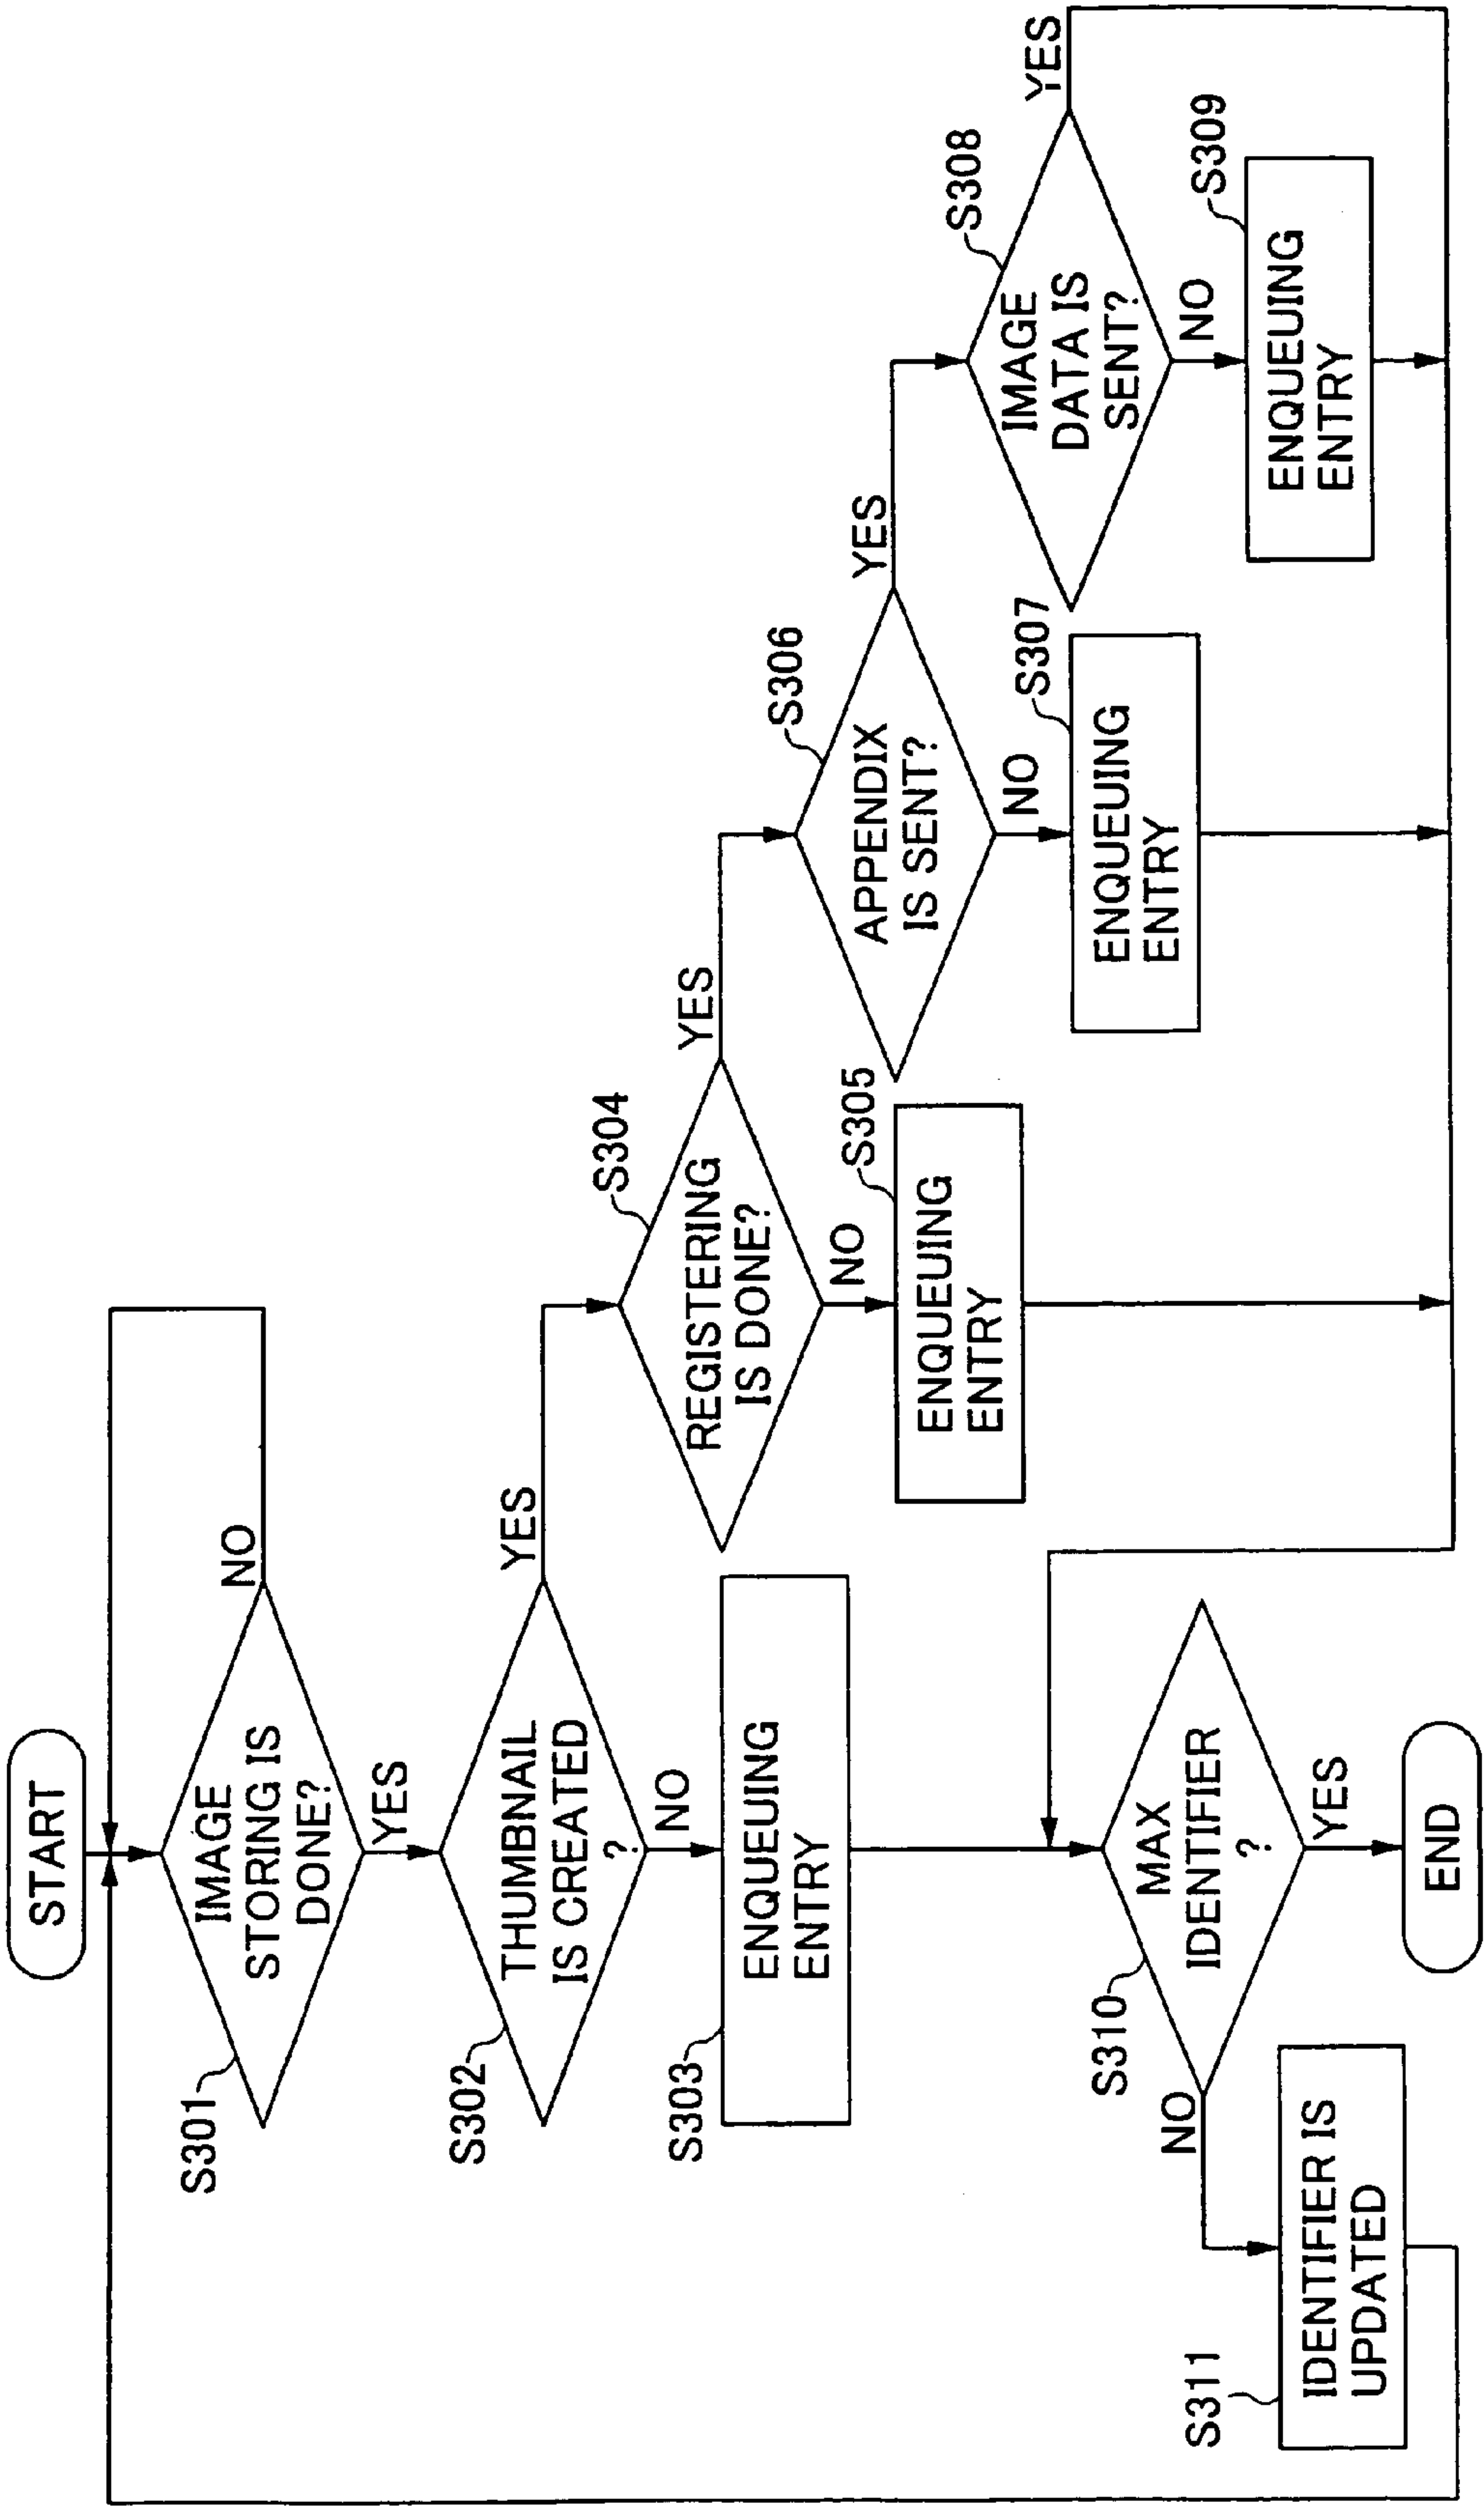 START
IMAGE
STORING IS
DONE?
S301
NO
YES
THUMBNAIL
IS CREATED
?
S302
YES
NO
S303
ENQUEUING
ENTRY
REGISTERING
IS DONE?
S304
YES
NO
S305
ENQUEUING
ENTRY
APPENDIX
IS SENT?
S306
YES
NO
S307
ENQUEUING
ENTRY
IMAGE
DATA IS
SENT?
S308
YES
NO
S309
ENQUEUING
ENTRY
S310
MAX
IDENTIFIER
?
NO
YES
S311
IDENTIFIER IS
UPDATED
END